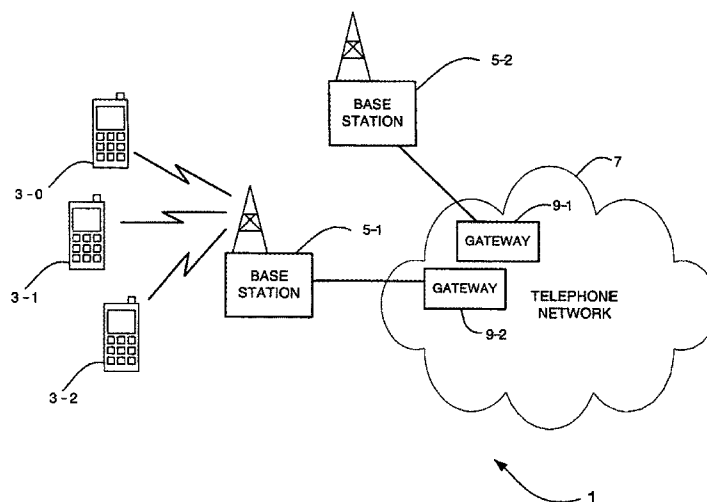 5-2
BASE
STATION
7
3-0
9-1
GATEWAY
5-1
3-1
BASE
STATION
GATEWAY
TELEPHONE
NETWORK
9-2
3-2
1